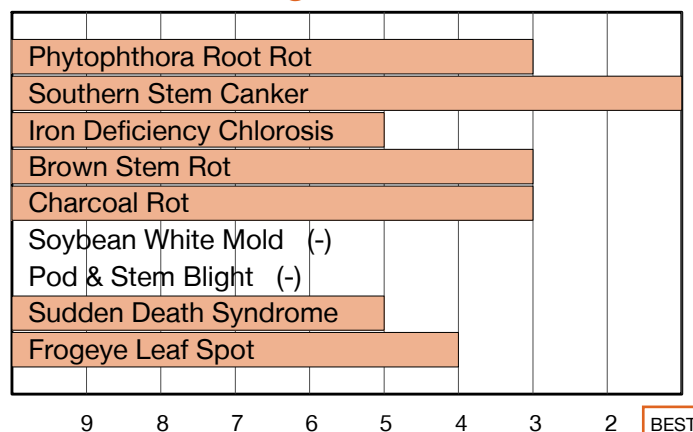 Phytophthora Root Rot
Southern Stem Canker
Iron Deficiency Chlorosis
Brown Stem Rot
Charcoal Rot
Soybean White Mold (-)
Pod & Stem Blight (-)
Sudden Death Syndrome
Frogeye Leaf Spot
9 8 7 6 5 4 3 2 BEST